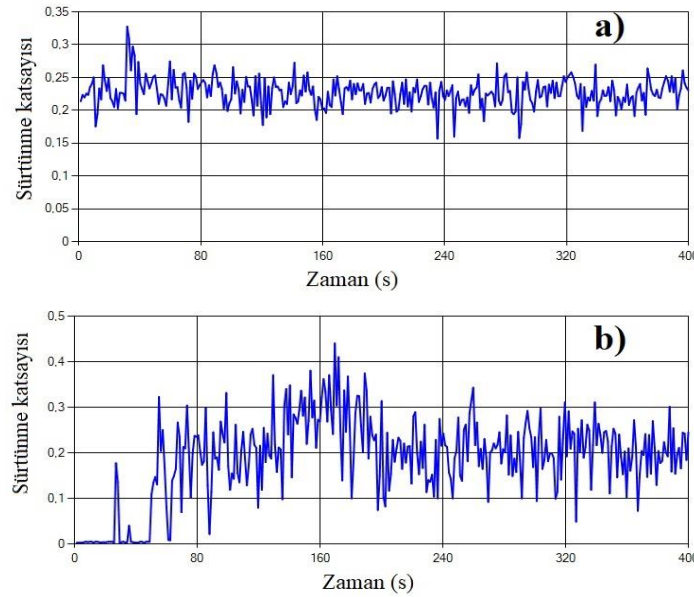 a)
0,35
0,3
0,25
0,2
0,15
0,1
0,05
0
Sürtünme katsayısı
0 80 160 240 320 400
Zaman (s)
b)
0,5
0,4
0,3
0,2
0,1
0
Sürtünme katsayısı
0 80 160 240 320 400
Zaman (s)